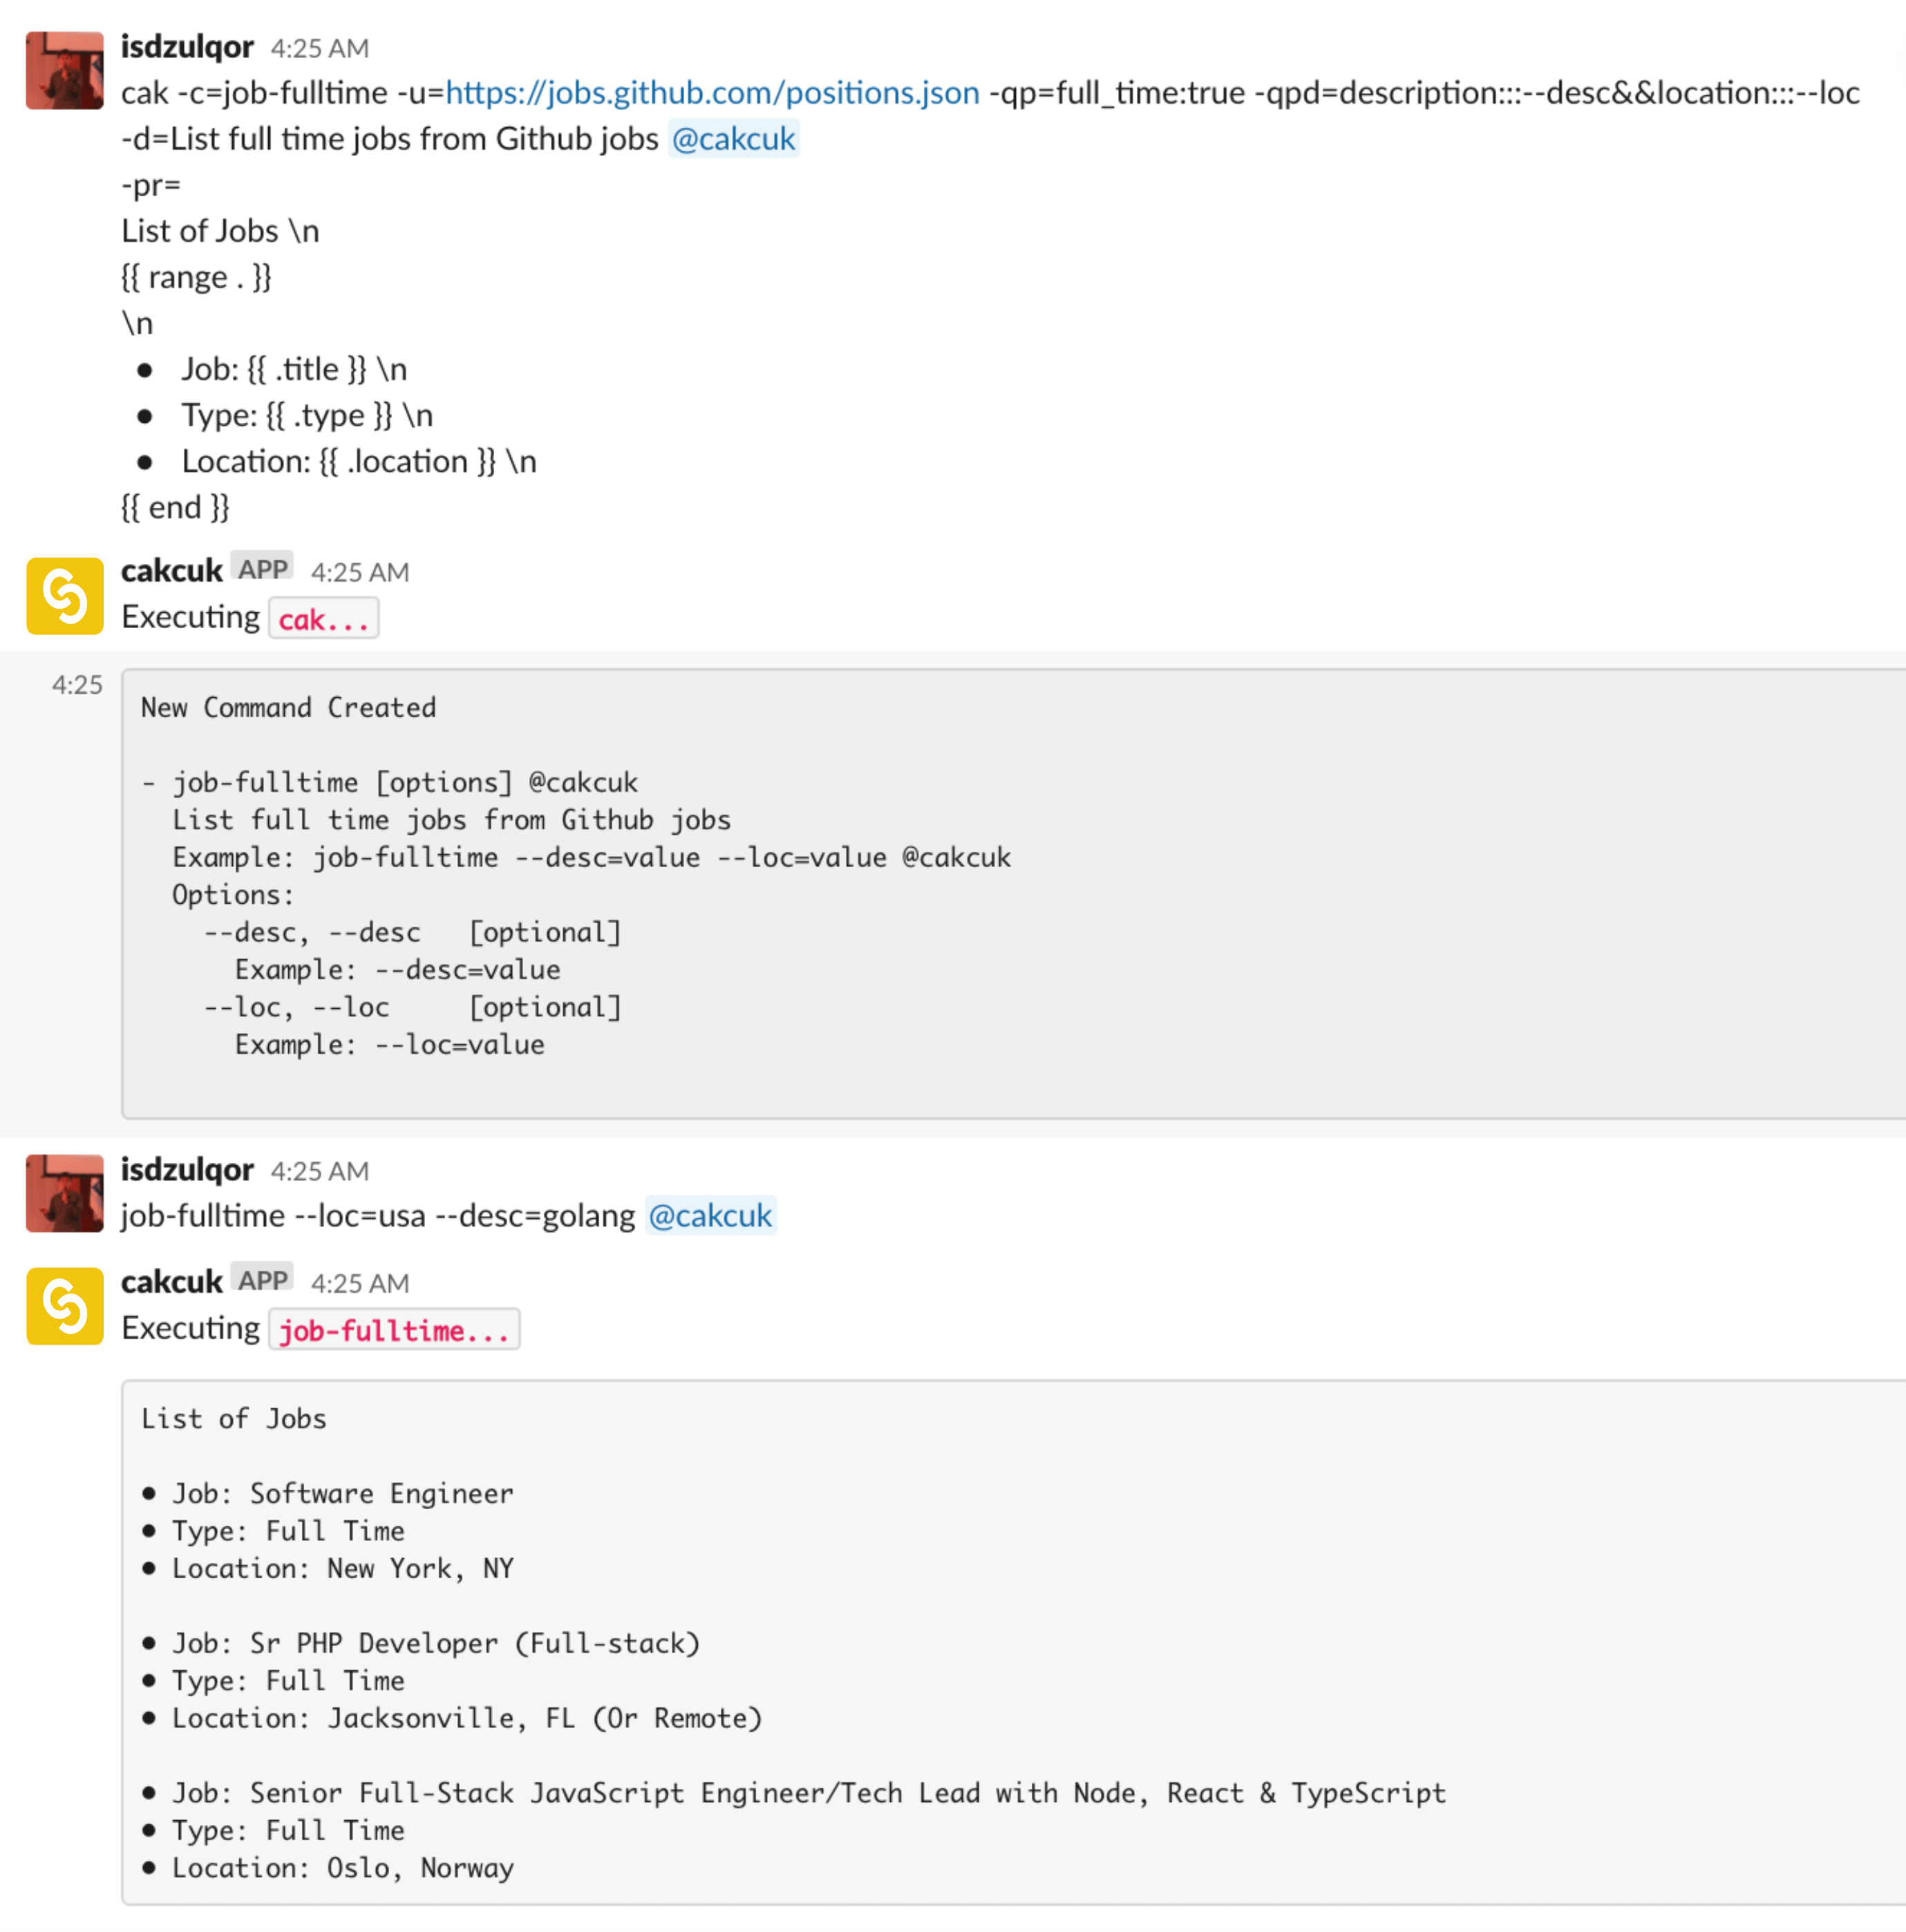 isdzulqor 4:25 AM
cak -c=job-fulltime -u=https://jobs.github.com/positions.json -qp=full_time:true -qpd=description:::--desc&&location:::--loc
-d=List full time jobs from Github jobs @cakcuk
-pr=
List of Jobs \n
{{ range . }}
\n
● Job: {{ .title }} \n
● Type: {{ .type }} \n
● Location: {{ .location }} \n
{{ end }}
cakcuk APP 4:25 AM
Executing cak...
4:25
New Command Created
- job-fulltime [options] @cakcuk
List full time jobs from Github jobs
Example: job-fulltime --desc=value --loc=value @cakcuk
Options:
--desc, --desc [optional]
Example: --desc=value
--loc, --loc [optional]
Example: --loc=value
isdzulqor 4:25 AM
job-fulltime --loc=usa --desc=golang @cakcuk
cakcuk APP 4:25 AM
Executing job-fulltime...
List of Jobs
● Job: Software Engineer
● Type: Full Time
● Location: New York, NY
● Job: Sr PHP Developer (Full-stack)
● Type: Full Time
● Location: Jacksonville, FL (Or Remote)
● Job: Senior Full-Stack JavaScript Engineer/Tech Lead with Node, React & TypeScript
● Type: Full Time
● Location: Oslo, Norway